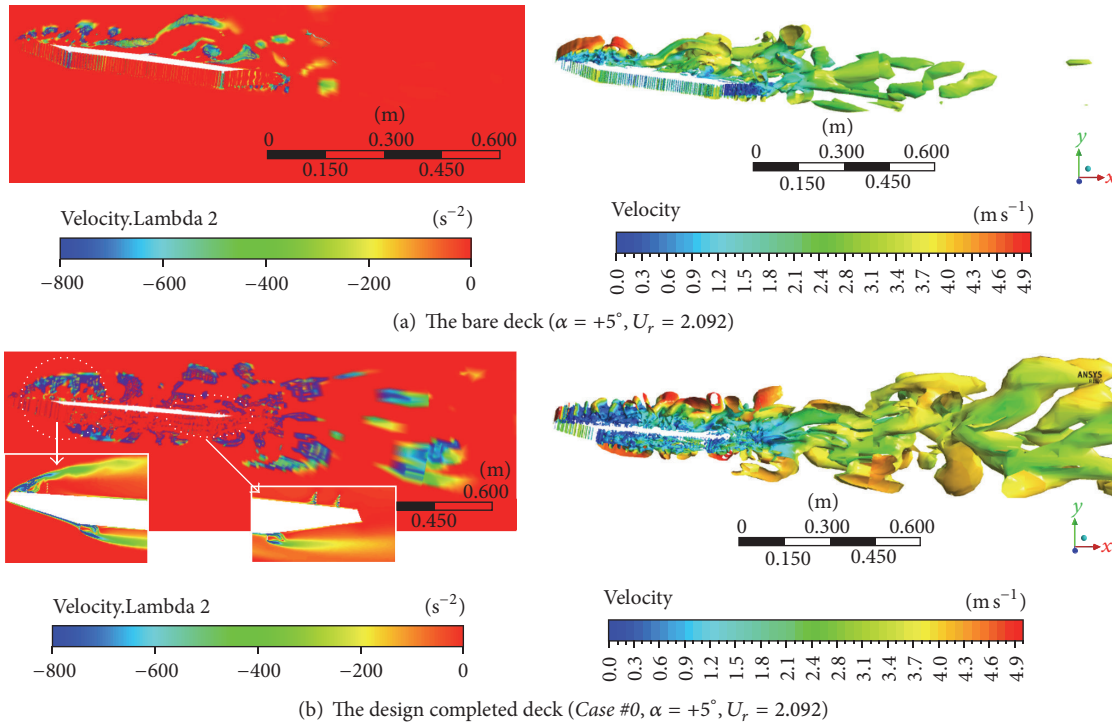 (m)
0 0.300 0.600
0.150 0.450
Velocity.Lambda 2 (s⁻²)
−800 −600 −400 −200 0
(m)
0 0.300 0.600
0.150 0.450
y
x
Velocity (m s⁻¹)
0.0 0.3 0.6 0.9 1.2 1.5 1.8 2.1 2.4 2.8 3.1 3.4 3.7 4.0 4.3 4.6 4.9
(a) The bare deck (α = +5°, Uᵣ = 2.092)
(m)
0.600
0.450
Velocity.Lambda 2 (s⁻²)
−800 −600 −400 −200 0
ANSYS
(m)
0 0.300 0.600
0.150 0.450
y
x
Velocity (m s⁻¹)
0.0 0.3 0.6 0.9 1.2 1.5 1.8 2.1 2.4 2.8 3.1 3.4 3.7 4.0 4.3 4.6 4.9
(b) The design completed deck (Case #0, α = +5°, Uᵣ = 2.092)